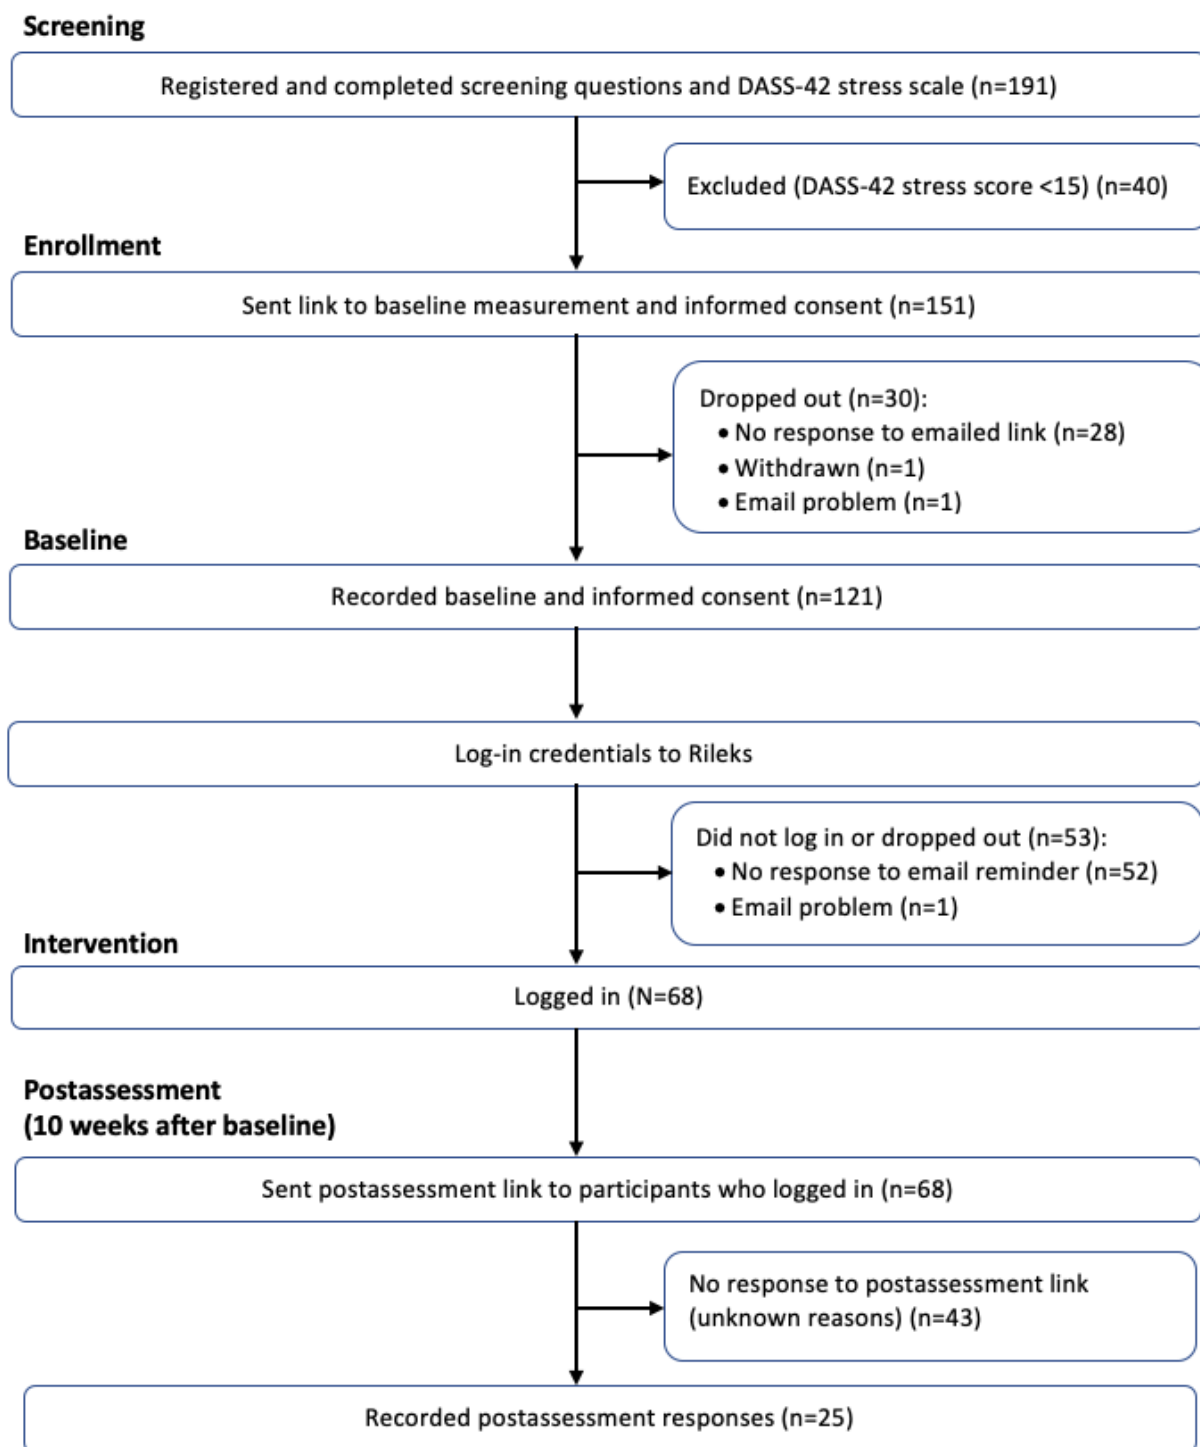 Screening
Registered and completed screening questions and DASS-42 stress scale (n=191)
Excluded (DASS-42 stress score <15) (n=40)
Enrollment
Sent link to baseline measurement and informed consent (n=151)
Dropped out (n=30):
• No response to emailed link (n=28)
• Withdrawn (n=1)
• Email problem (n=1)
Baseline
Recorded baseline and informed consent (n=121)
Log-in credentials to Rileks
Did not log in or dropped out (n=53):
• No response to email reminder (n=52)
• Email problem (n=1)
Intervention
Logged in (N=68)
Postassessment
(10 weeks after baseline)
Sent postassessment link to participants who logged in (n=68)
No response to postassessment link
(unknown reasons) (n=43)
Recorded postassessment responses (n=25)